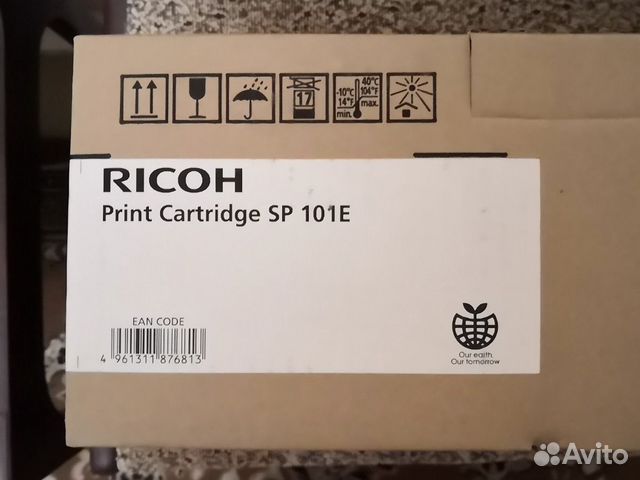 17
-10°C
14°F
min.
40°C
104°F
max.
RICOH
Print Cartridge SP 101E
EAN CODE
4 961311 876813
Our earth,
Our tomorrow
Avito